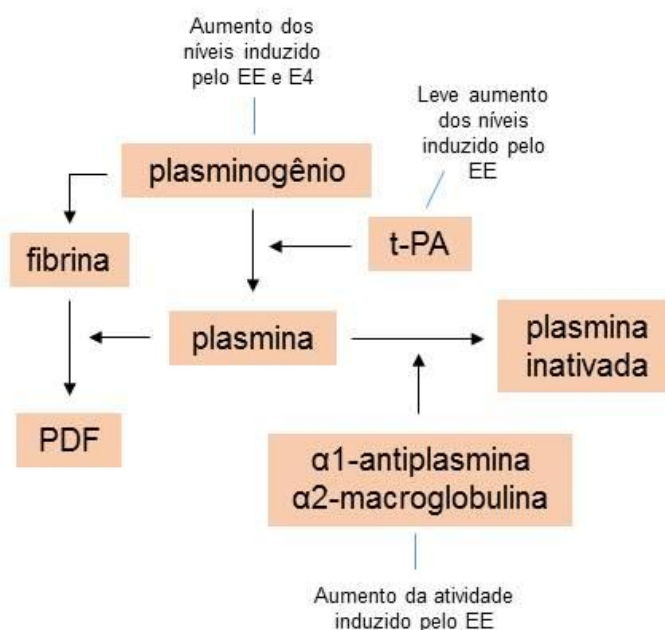 Aumento dos
níveis induzido
pelo EE e E4
Leve aumento
dos níveis
induzido pelo
EE
plasminogênio
t-PA
fibrina
plasmina
plasmina
inativada
PDF
α1-antiplasmina
α2-macroglobulina
Aumento da atividade
induzido pelo EE